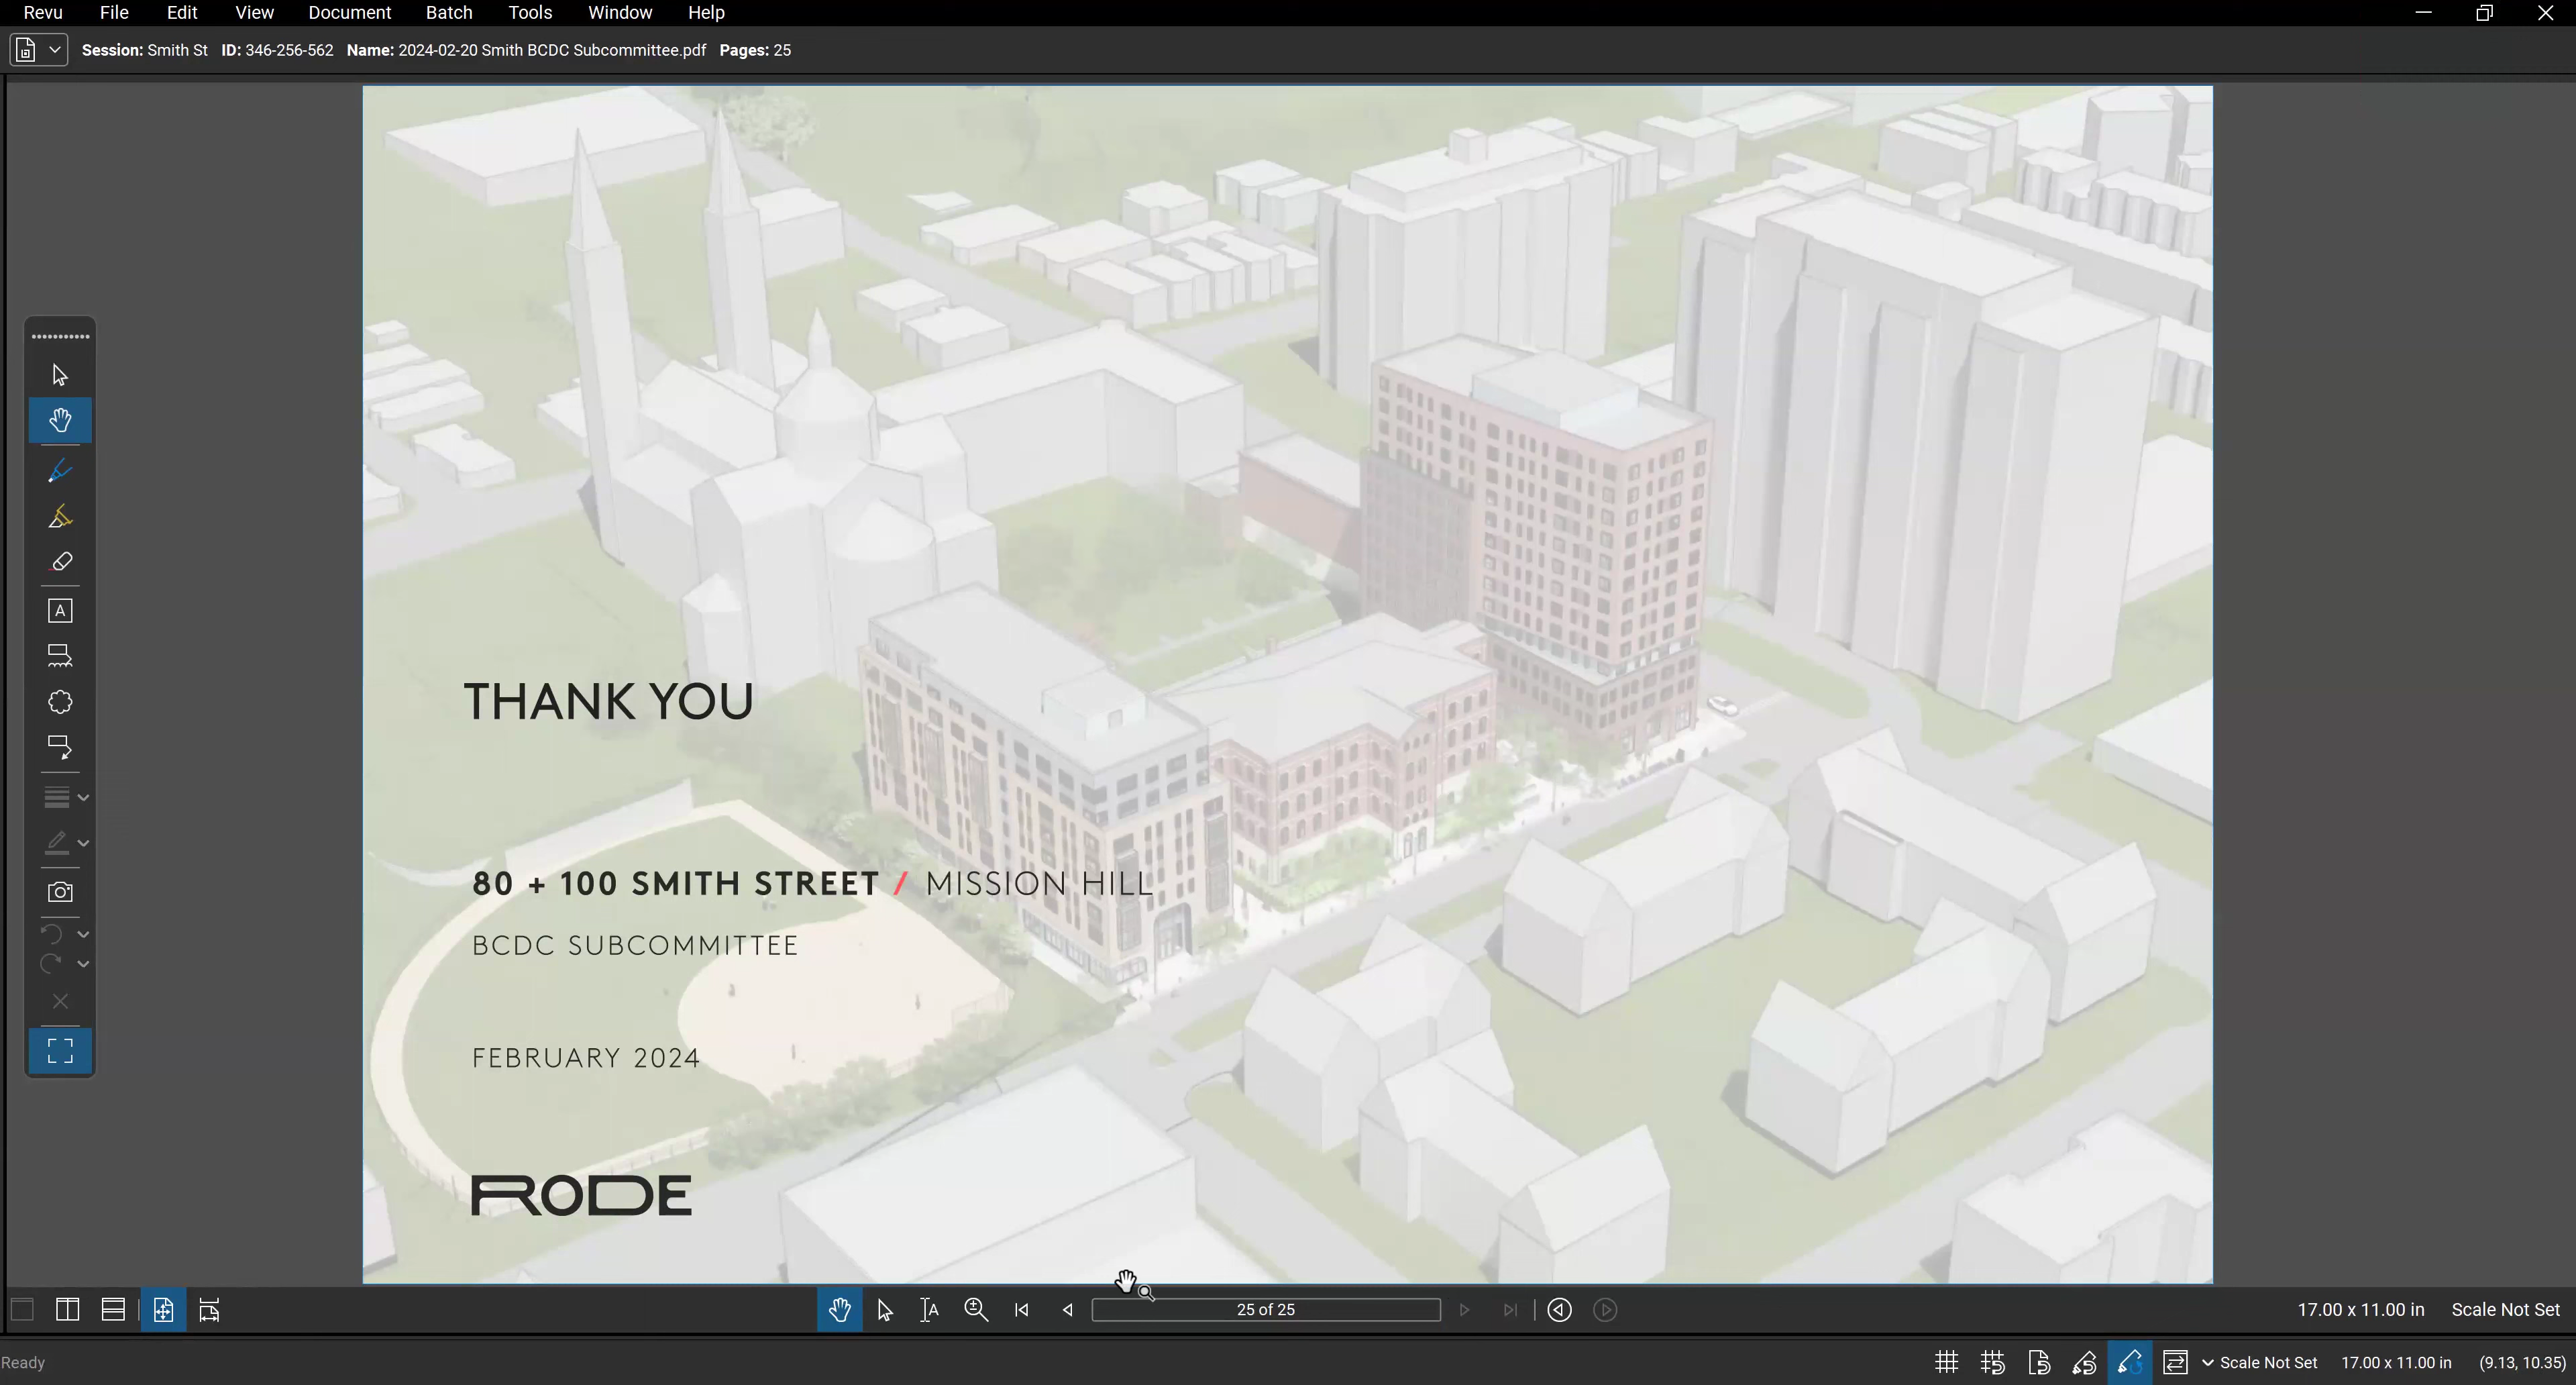 Revu File Edit View Document Batch Tools Window Help
Session: Smith St ID: 346-256-562 Name: 2024-02-20 Smith BCDC Subcommittee.pdf Pages: 25
A
THANK YOU
80 + 100 SMITH STREET / MISSION HILL
BCDC SUBCOMMITTEE
FEBRUARY 2024
RODE
A 25 of 25 17.00 x 11.00 in Scale Not Set
Ready Scale Not Set 17.00 x 11.00 in (9.13, 10.35)